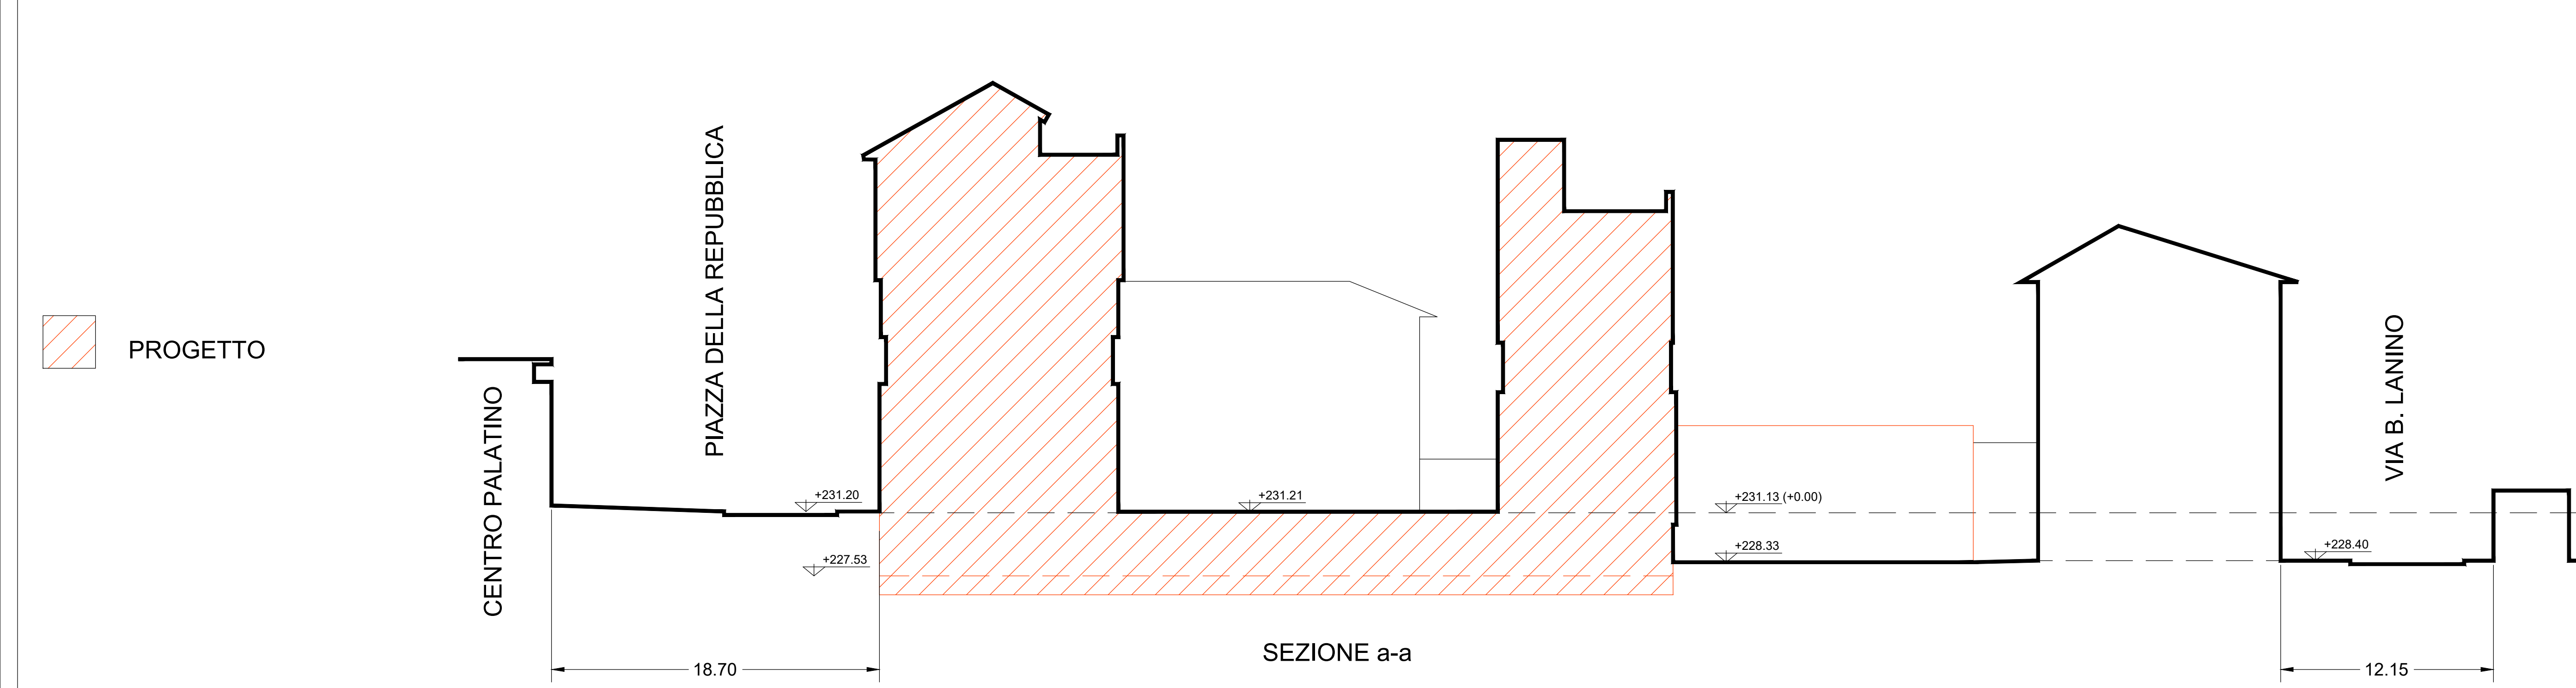 PROGETTO
CENTRO PALATINO
PIAZZA DELLA REPUBBLICA
+231.20
+227.53
18.70
+231.21
SEZIONE a-a
+231.13 (+0.00)
+228.33
VIA B. LANINO
+228.40
12.15